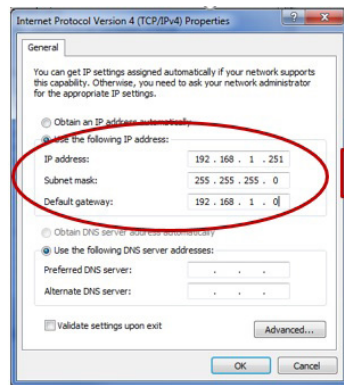 Internet Protocol Version 4 (TCP/IPv4) Properties
General
You can get IP settings assigned automatically if your network supports
this capability. Otherwise, you need to ask your network administrator
for the appropriate IP settings.
Obtain an IP address automatically
Use the following IP address:
IP address: 192 . 168 . 1 . 251
Subnet mask: 255 . 255 . 255 . 0
Default gateway: 192 . 168 . 1 . 0
Obtain DNS server address automatically
Use the following DNS server addresses:
Preferred DNS server: . . .
Alternate DNS server: . . .
Validate settings upon exit
Advanced...
OK Cancel